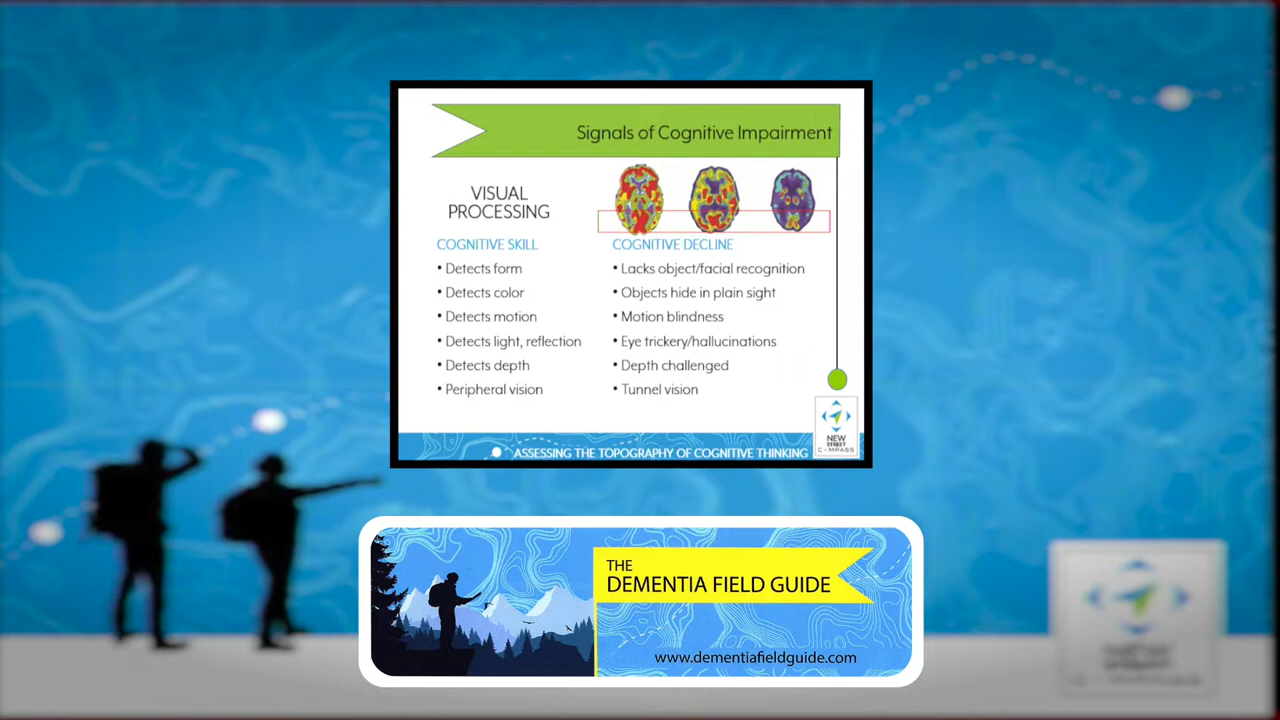 Signals of Cognitive Impairment
VISUAL
PROCESSING
COGNITIVE SKILL
• Detects form
• Detects color
• Detects motion
• Detects light, reflection
• Detects depth
• Peripheral vision
COGNITIVE DECLINE
• Lacks object/facial recognition
• Objects hide in plain sight
• Motion blindness
• Eye trickery/hallucinations
• Depth challenged
• Tunnel vision
NEW
STREET
COMPASS
ASSESSING THE TOPOGRAPHY OF COGNITIVE THINKING
THE
DEMENTIA FIELD GUIDE
www.dementiafieldguide.com